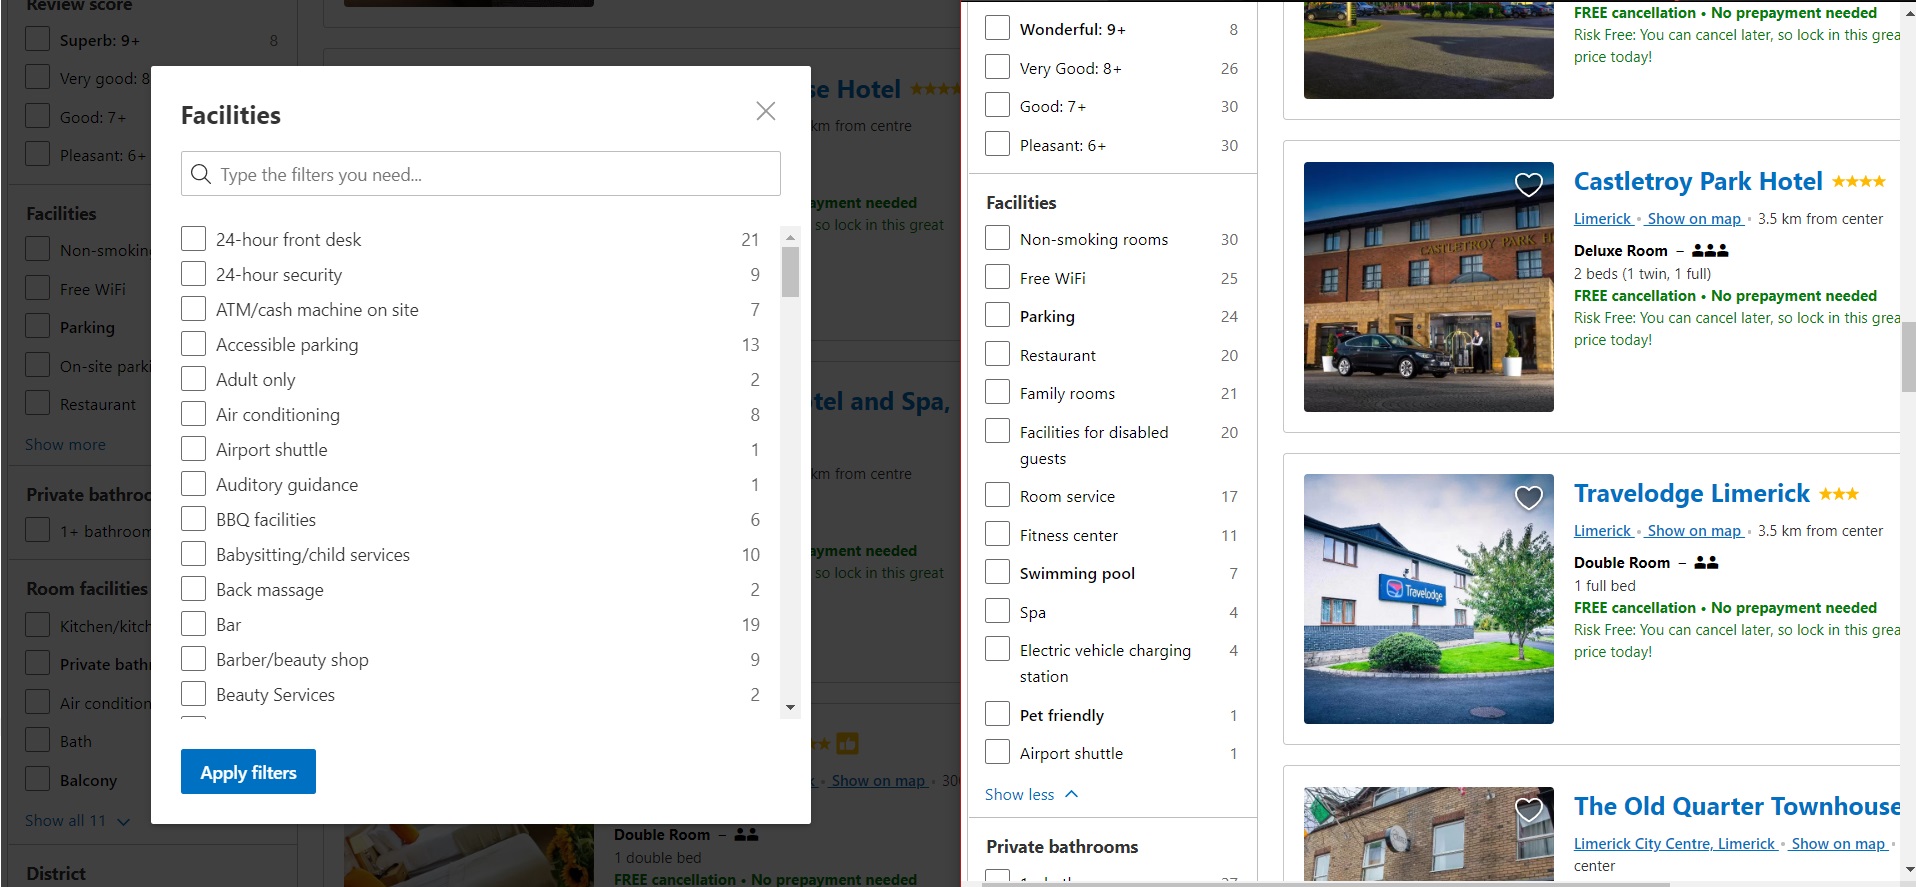 Review score
Superb: 9+ 8
Very good: 8
Good: 7+
Pleasant: 6+
Facilities
Non-smoking
Free WiFi
Parking
On-site parki
Restaurant
Show more
Private bathroo
1+ bathroom
Room facilities
Kitchen/kitch
Private bathr
Air condition
Bath
Balcony
Show all 11
District
Facilities
Type the filters you need...
24-hour front desk 21
24-hour security 9
ATM/cash machine on site 7
Accessible parking 13
Adult only 2
Air conditioning 8
Airport shuttle 1
Auditory guidance 1
BBQ facilities 6
Babysitting/child services 10
Back massage 2
Bar 19
Barber/beauty shop 9
Beauty Services 2
Apply filters
se Hotel
km from centre
ayment needed
so lock in this great
tel and Spa,
km from centre
ayment needed
so lock in this great
k • Show on map • 300
Double Room –
1 double bed
FREE cancellation • No prepayment needed
Wonderful: 9+ 8
Very Good: 8+ 26
Good: 7+ 30
Pleasant: 6+ 30
Facilities
Non-smoking rooms 30
Free WiFi 25
Parking 24
Restaurant 20
Family rooms 21
Facilities for disabled 20
guests
Room service 17
Fitness center 11
Swimming pool 7
Spa 4
Electric vehicle charging 4
station
Pet friendly 1
Airport shuttle 1
Show less
Private bathrooms
FREE cancellation • No prepayment needed
Risk Free: You can cancel later, so lock in this grea
price today!
CASTLETROY PARK H
Castletroy Park Hotel
Limerick • Show on map • 3.5 km from center
Deluxe Room –
2 beds (1 twin, 1 full)
FREE cancellation • No prepayment needed
Risk Free: You can cancel later, so lock in this grea
price today!
Travelodge
Travelodge Limerick
Limerick • Show on map • 3.5 km from center
Double Room –
1 full bed
FREE cancellation • No prepayment needed
Risk Free: You can cancel later, so lock in this grea
price today!
The Old Quarter Townhouse
Limerick City Centre, Limerick • Show on map •
center